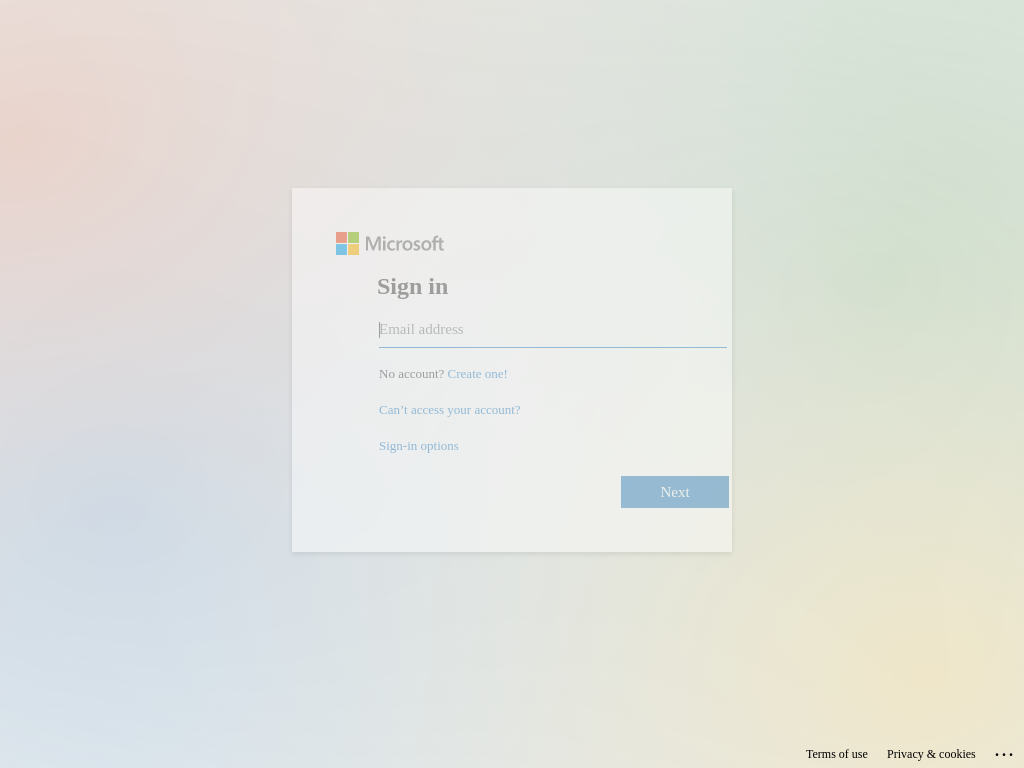 Microsoft
Sign in
Email address
No account? Create one!
Can’t access your account?
Sign-in options
Next
Terms of use Privacy & cookies ...